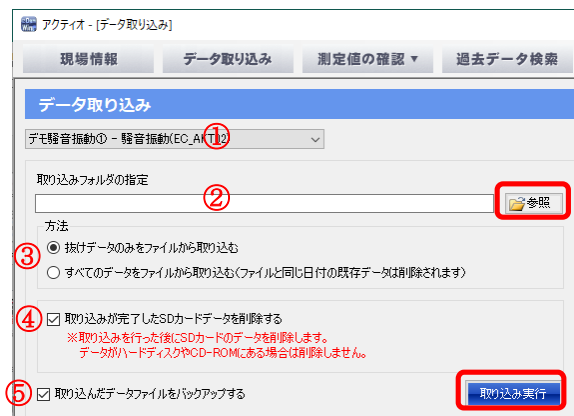 アクティオ - [データ取り込み]
現場情報 データ取り込み 測定値の確認 ▼ 過去データ検索
データ取り込み
デモ騒音振動① - 騒音振動(EC_AKT02)
①
取り込みフォルダの指定
②
参照
方法
③
抜けデータのみをファイルから取り込む
すべてのデータをファイルから取り込む(ファイルと同じ日付の既存データは削除されます)
④
取り込みが完了したSDカードデータを削除する
※取り込みを行った後にSDカードのデータを削除します。
データがハードディスクやCD-ROMにある場合は削除しません。
⑤
取り込んだデータファイルをバックアップする
取り込み実行